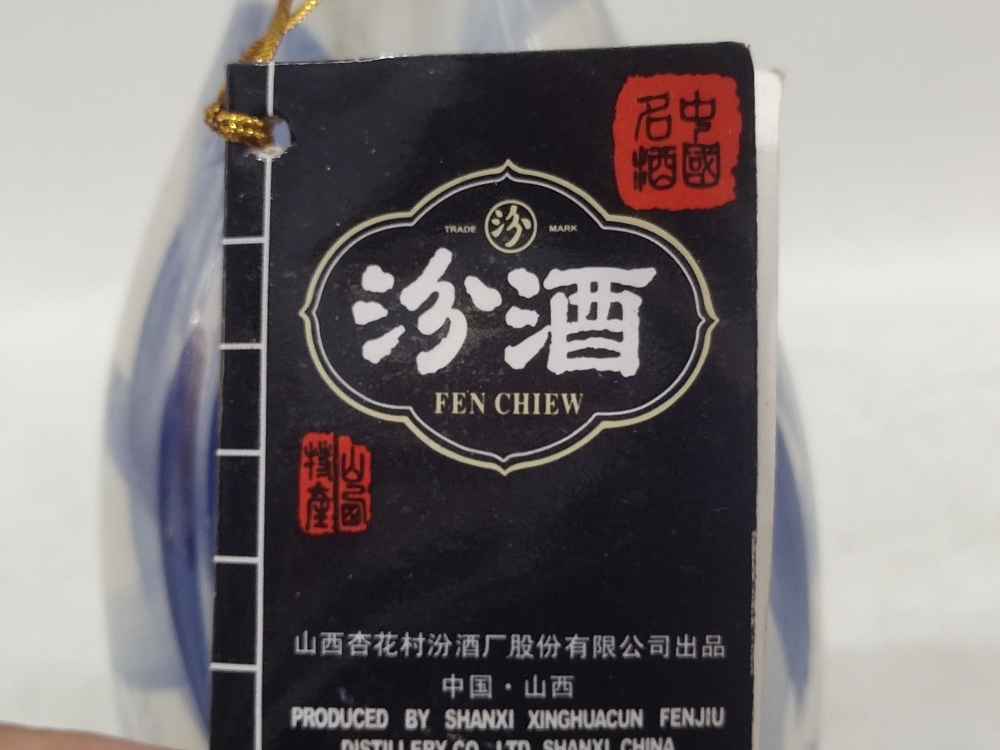 中國
名酒
TRADE 汾 MARK
汾酒
FEN CHIEW
山西
特產
山西杏花村汾酒厂股份有限公司出品
中国·山西
PRODUCED BY SHANXI XINGHUACUN FENJIU
DISTILLERY CO., LTD. SHANXI CHINA